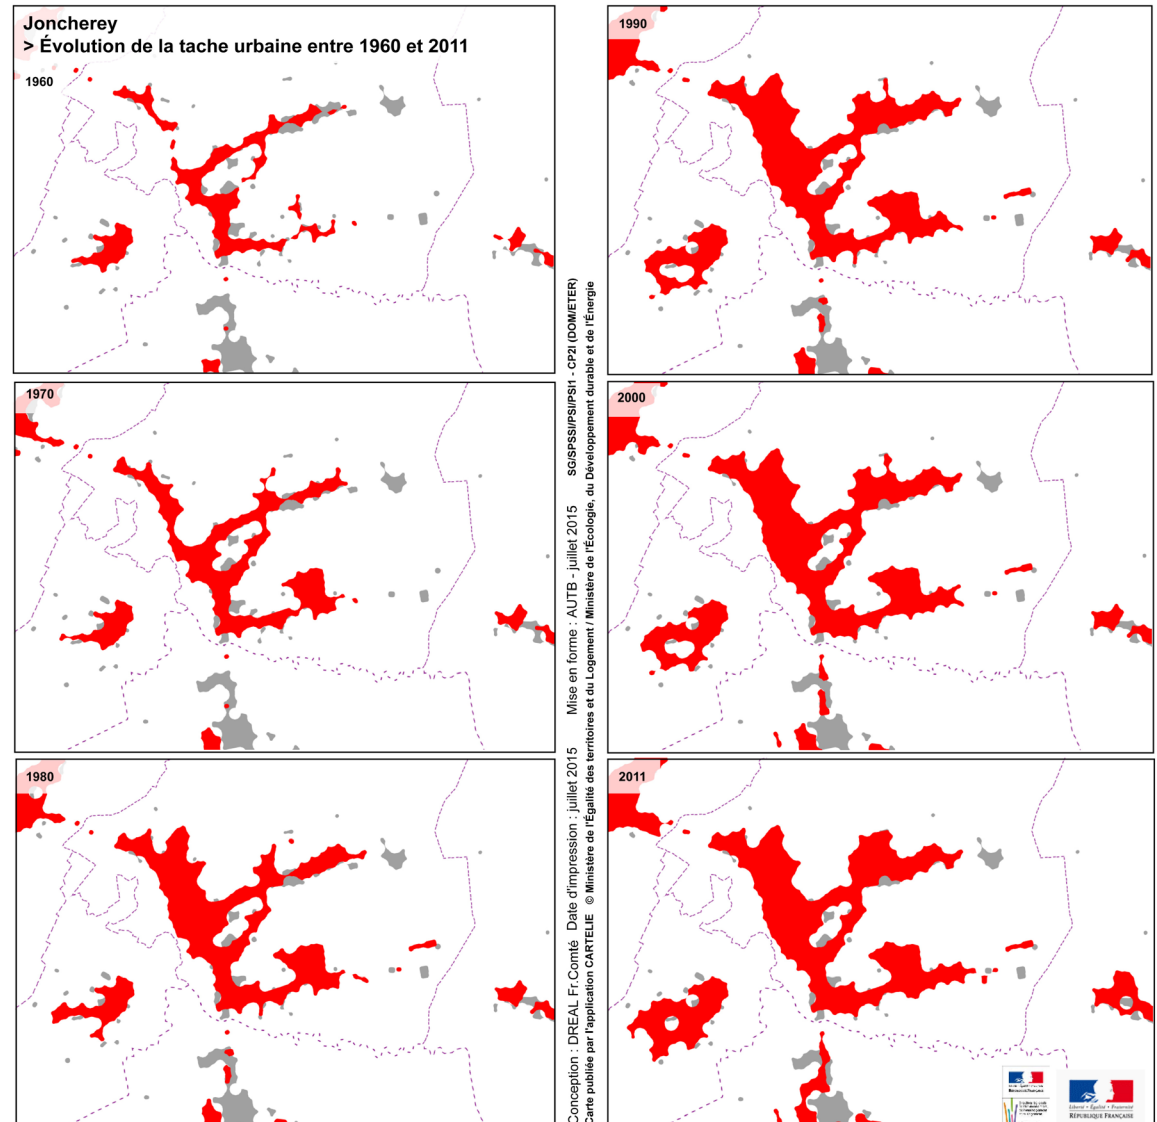 Joncherey
> Évolution de la tache urbaine entre 1960 et 2011
1960
1990
1970
2000
1980
2011
Conception : DREAL Fr.Comté Date d'impression : juillet 2015 Mise en forme : AUTB - juillet 2015 SG/SPSSI/PSI/PSI1 - CP2I (DOM/ETER)
Carte publiée par l'application CARTELIE © Ministère de l'Égalité des territoires et du Logement / Ministère de l'Écologie, du Développement durable et de l'Énergie
Liberté • Égalité • Fraternité
RÉPUBLIQUE FRANÇAISE